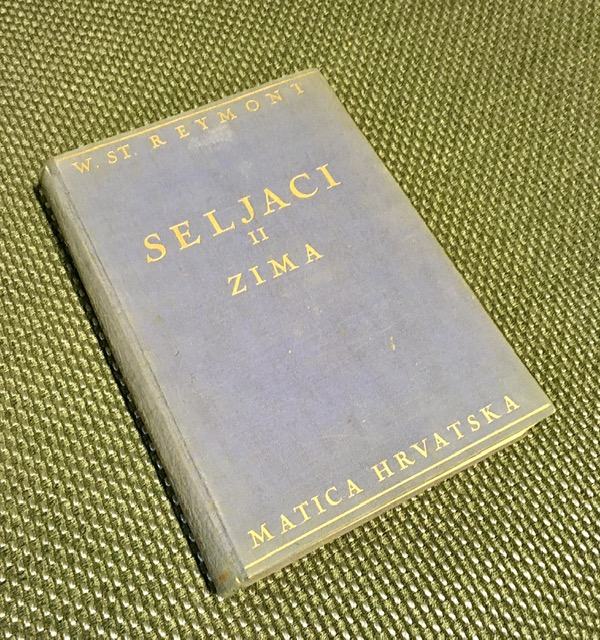 W. ST. REYMONT
SELJACI
II
ZIMA
MATICA HRVATSKA